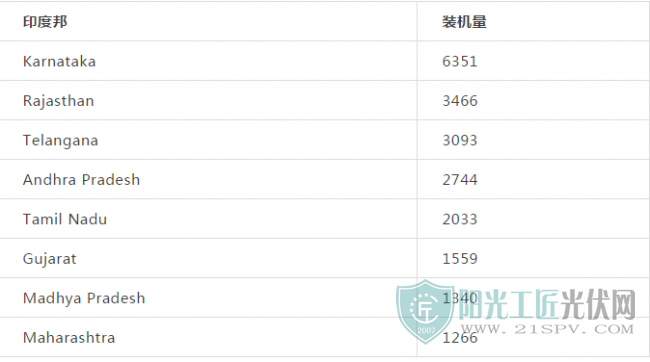 印度邦 装机量
Karnataka 6351
Rajasthan 3466
Telangana 3093
Andhra Pradesh 2744
Tamil Nadu 2033
Gujarat 1559
Madhya Pradesh 1340
Maharashtra 1266
匠
2007
阳光工匠光伏网
WWW.21SPV.COM